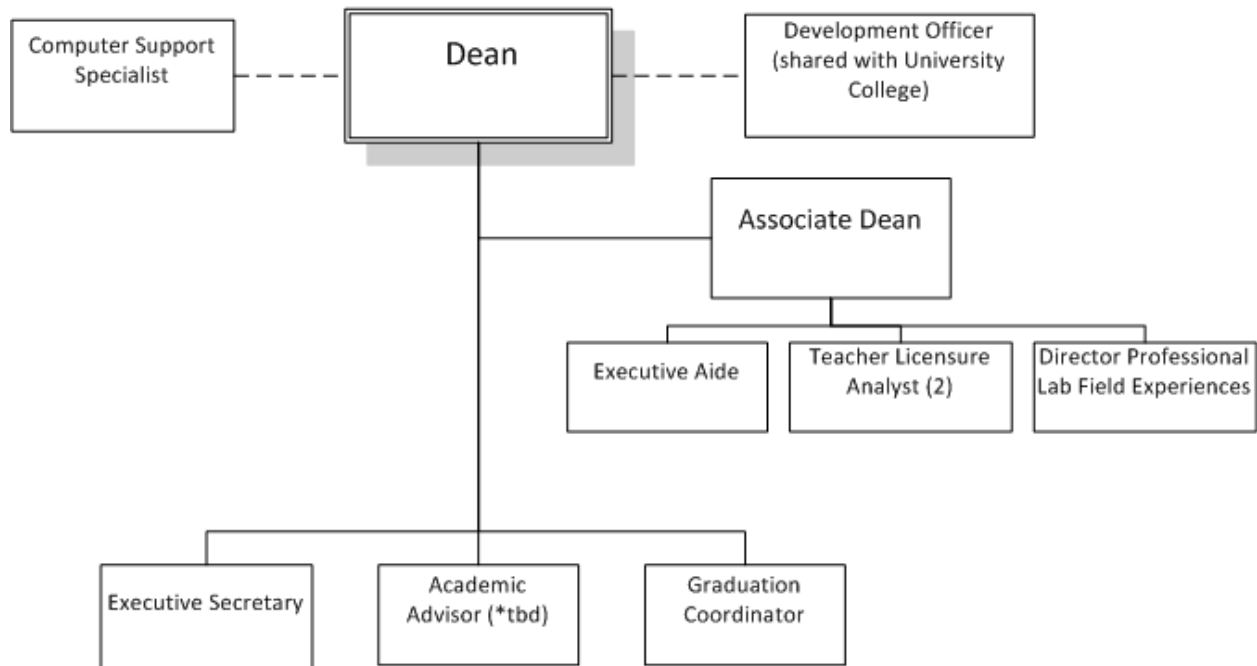 Computer Support
Specialist
Dean
Development Officer
(shared with University
College)
Associate Dean
Executive Aide
Teacher Licensure
Analyst (2)
Director Professional
Lab Field Experiences
Executive Secretary
Academic
Advisor (*tbd)
Graduation
Coordinator